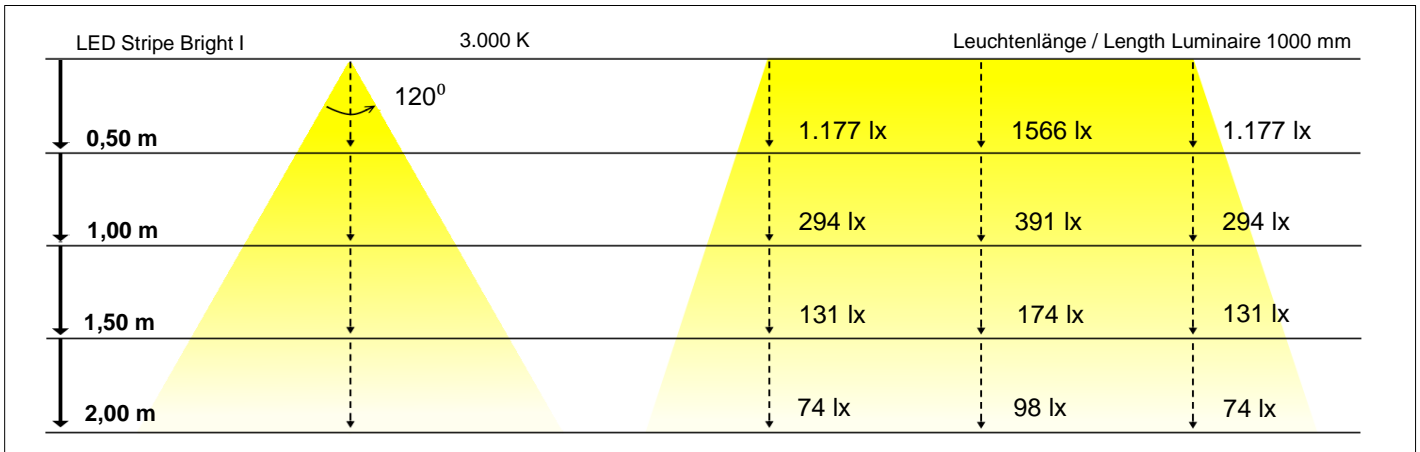 LED Stripe Bright I 3.000 K Leuchtenlänge / Length Luminaire 1000 mm
120⁰
0,50 m 1.177 lx 1566 lx 1.177 lx
1,00 m 294 lx 391 lx 294 lx
1,50 m 131 lx 174 lx 131 lx
2,00 m 74 lx 98 lx 74 lx